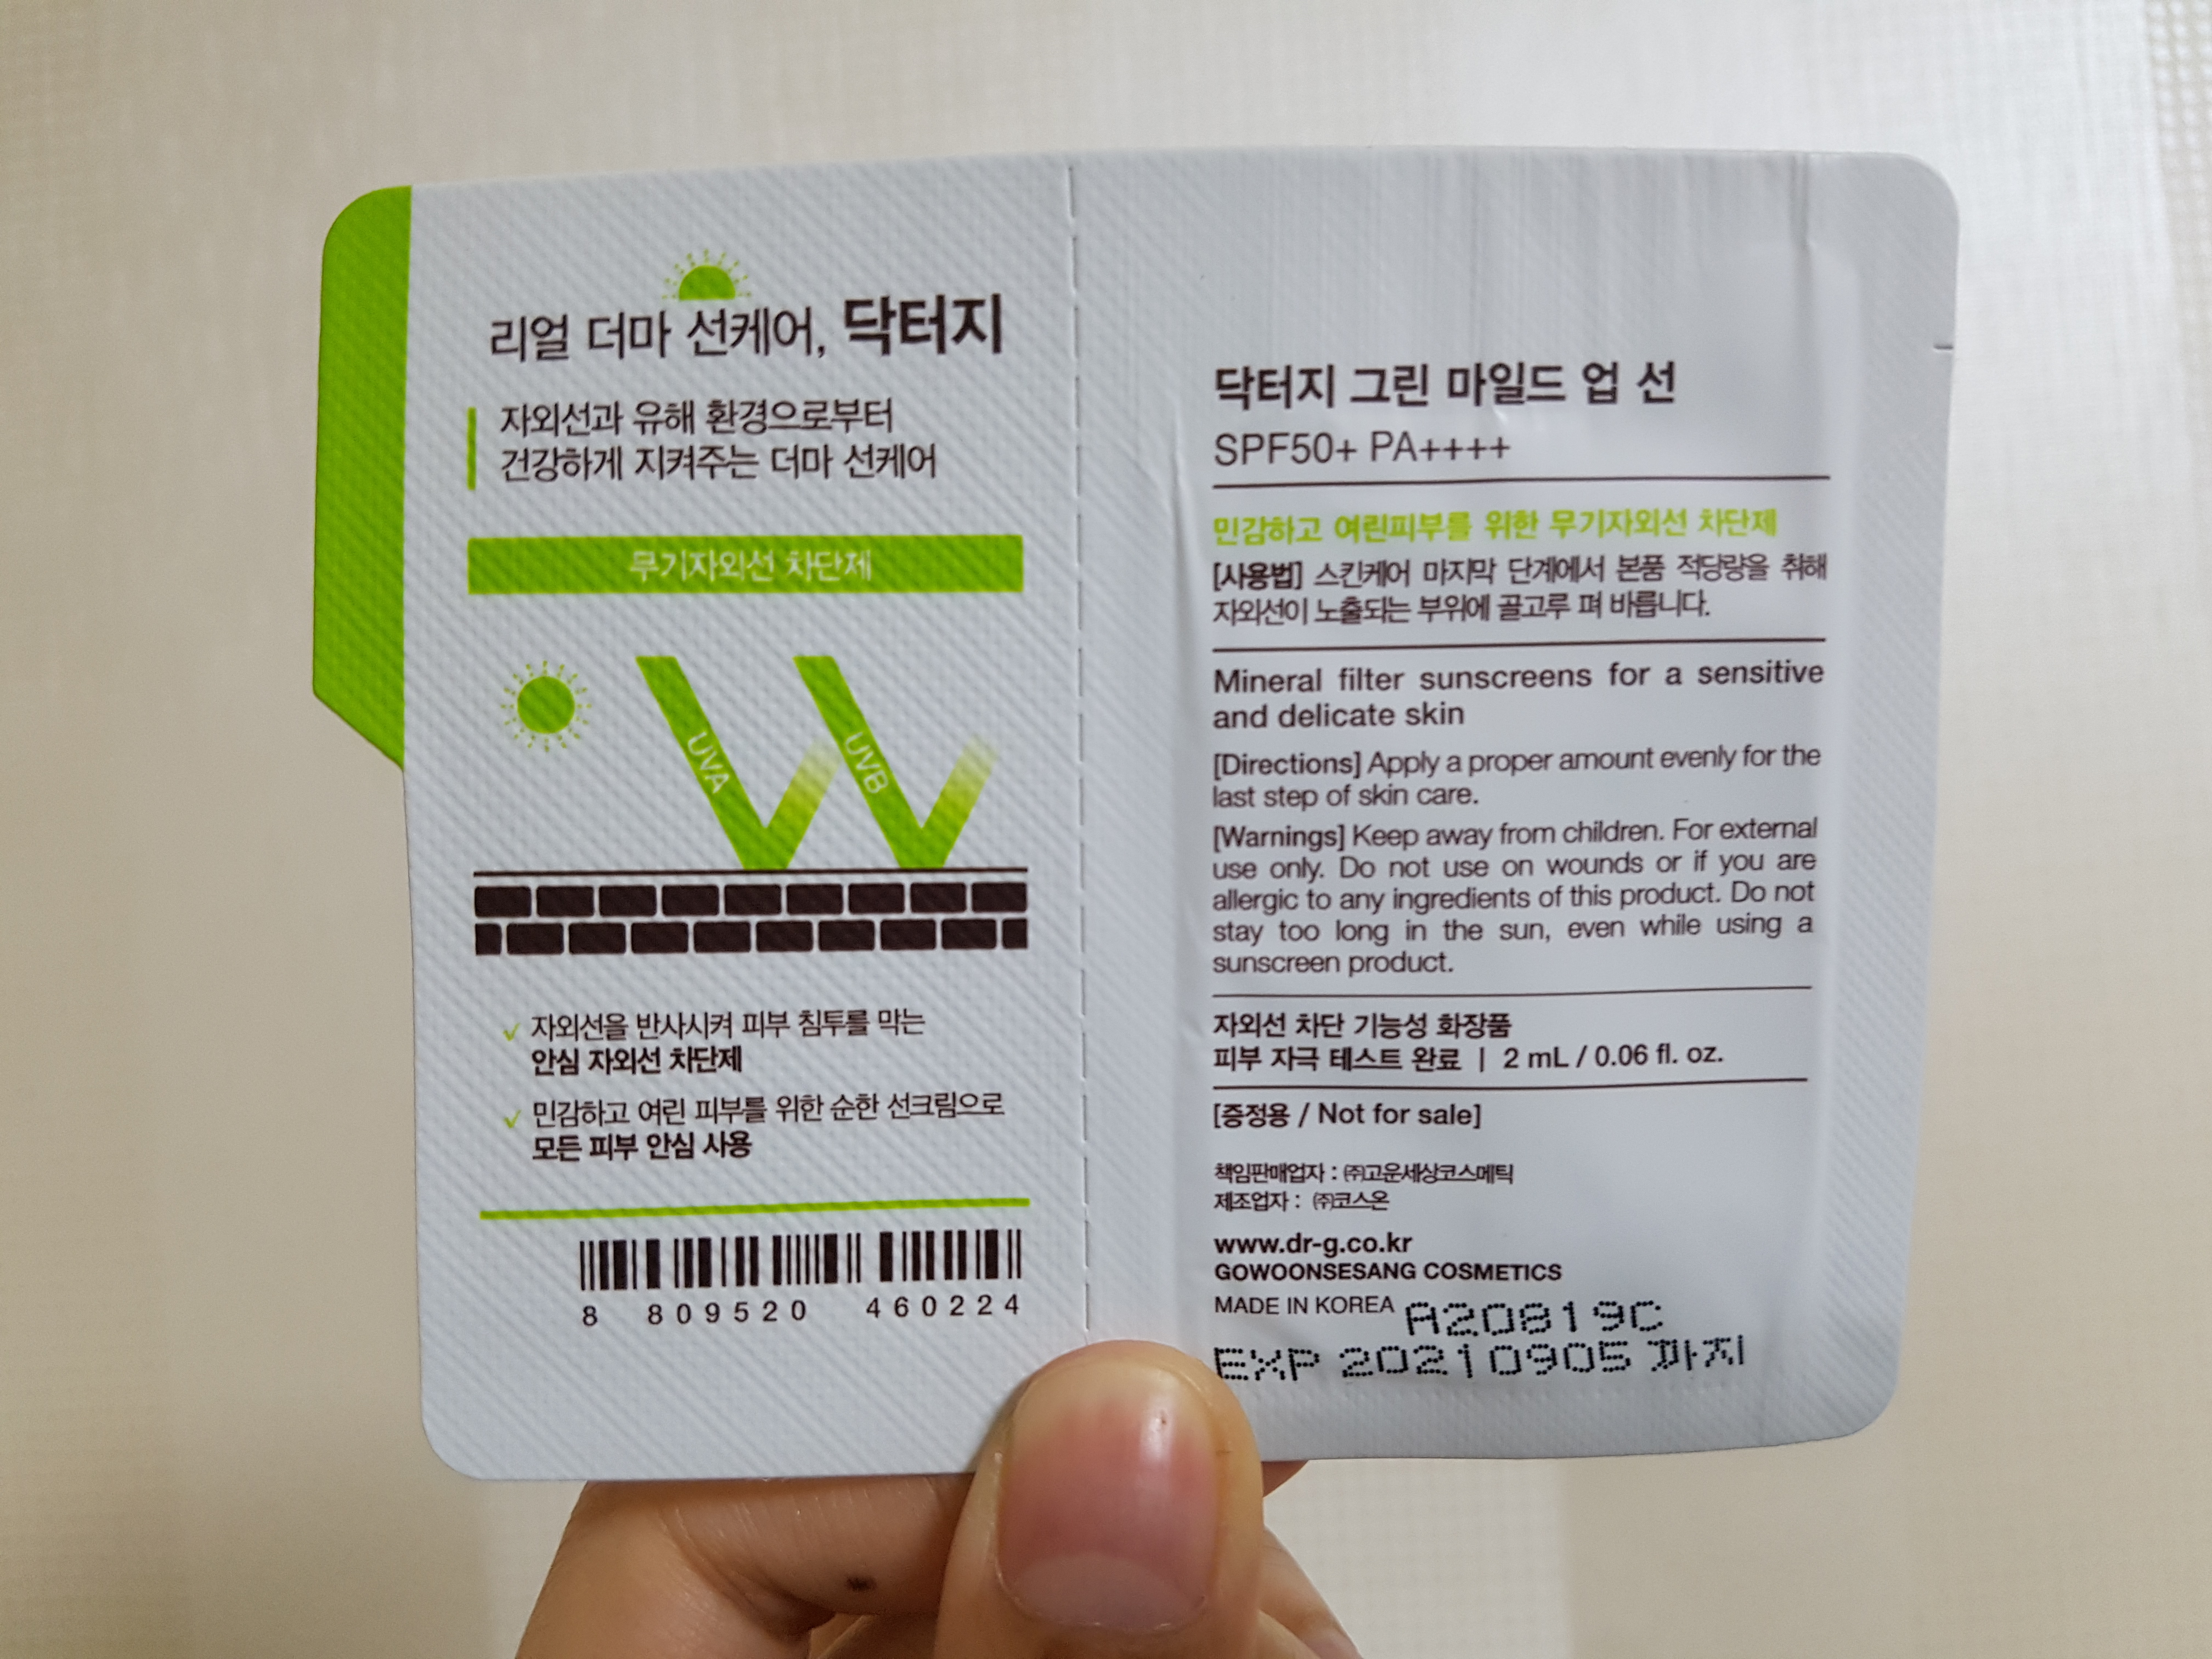 리얼 더마 선케어, 닥터지
자외선과 유해 환경으로부터
건강하게 지켜주는 더마 선케어
무기자외선 차단제
UVA
UVB
자외선을 반사시켜 피부 침투를 막는
안심 자외선 차단제
민감하고 여린 피부를 위한 순한 선크림으로
모든 피부 안심 사용
8 809520 460224
닥터지 그린 마일드 업 선
SPF50+ PA++++
민감하고 여린피부를 위한 무기자외선 차단제
[사용법] 스킨케어 마지막 단계에서 본품 적당량을 취해
자외선이 노출되는 부위에 골고루 펴 바릅니다.
Mineral filter sunscreens for a sensitive
and delicate skin
[Directions] Apply a proper amount evenly for the
last step of skin care.
[Warnings] Keep away from children. For external
use only. Do not use on wounds or if you are
allergic to any ingredients of this product. Do not
stay too long in the sun, even while using a
sunscreen product.
자외선 차단 기능성 화장품
피부 자극 테스트 완료 | 2 mL / 0.06 fl. oz.
[증정용 / Not for sale]
책임판매업자 : ㈜고운세상코스메틱
제조업자 : ㈜코스온
www.dr-g.co.kr
GOWOONSESANG COSMETICS
MADE IN KOREA A20819C
EXP 20210905 까지